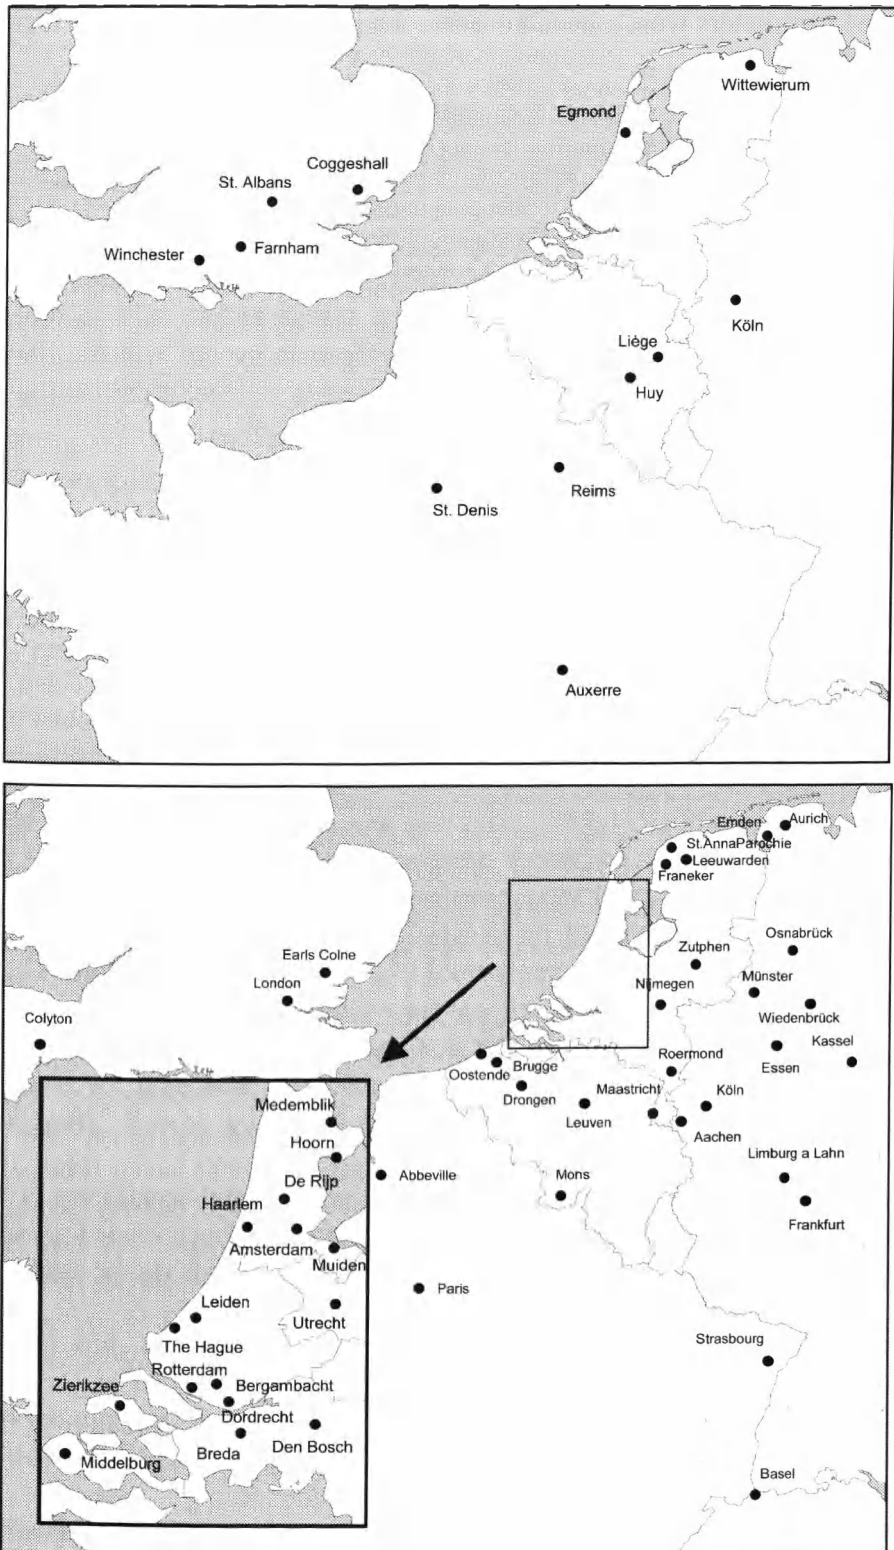 Wittewierum
Egmond
Coggeshall
St. Albans
Winchester
Farnham
Köln
Liège
Huy
Reims
St. Denis
Auxerre
Emden
Aurich
St.AnnaParochie
Leeuwarden
Franeker
Earls Colne
Zutphen
Osnabrück
London
Nijmegen
Münster
Colyton
Wiedenbrück
Kassel
Essen
Roermond
Oostende
Brugge
Maastricht
Drongen
Köln
Leuven
Aachen
Medemblik
Hoorn
Limburg a Lahn
De Rijp
Abbeville
Mons
Haarlem
Frankfurt
Amsterdam
Muiden
Paris
Leiden
Utrecht
The Hague
Strasbourg
Rotterdam
Zierikzee
Bergambacht
Dordrecht
Breda
Den Bosch
Middelburg
Basel